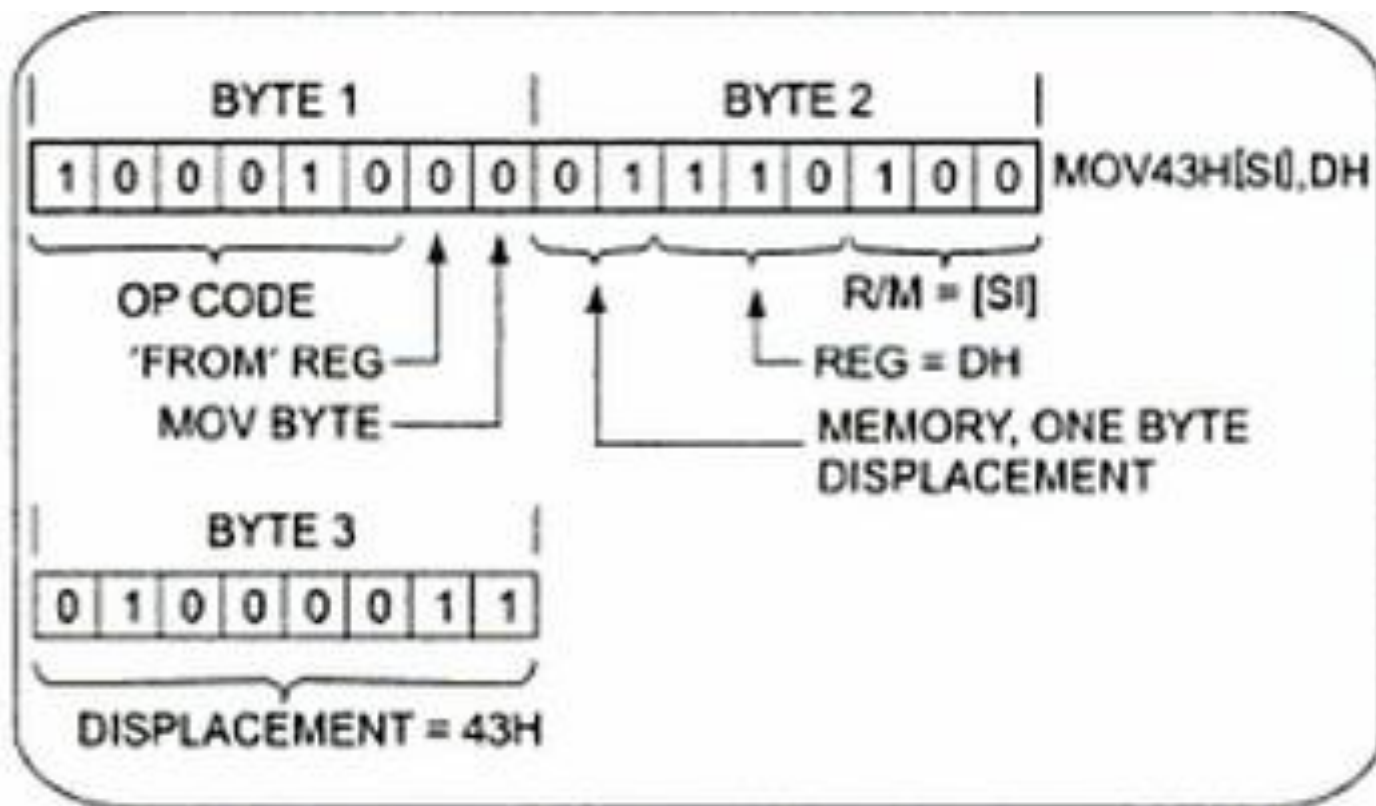 BYTE 1 BYTE 2
1 0 0 0 1 0 0 0 0 1 1 1 0 1 0 0 MOV43H[SI],DH
OP CODE R/M = [SI]
'FROM' REG REG = DH
MOV BYTE MEMORY, ONE BYTE
DISPLACEMENT
BYTE 3
0 1 0 0 0 0 1 1
DISPLACEMENT = 43H